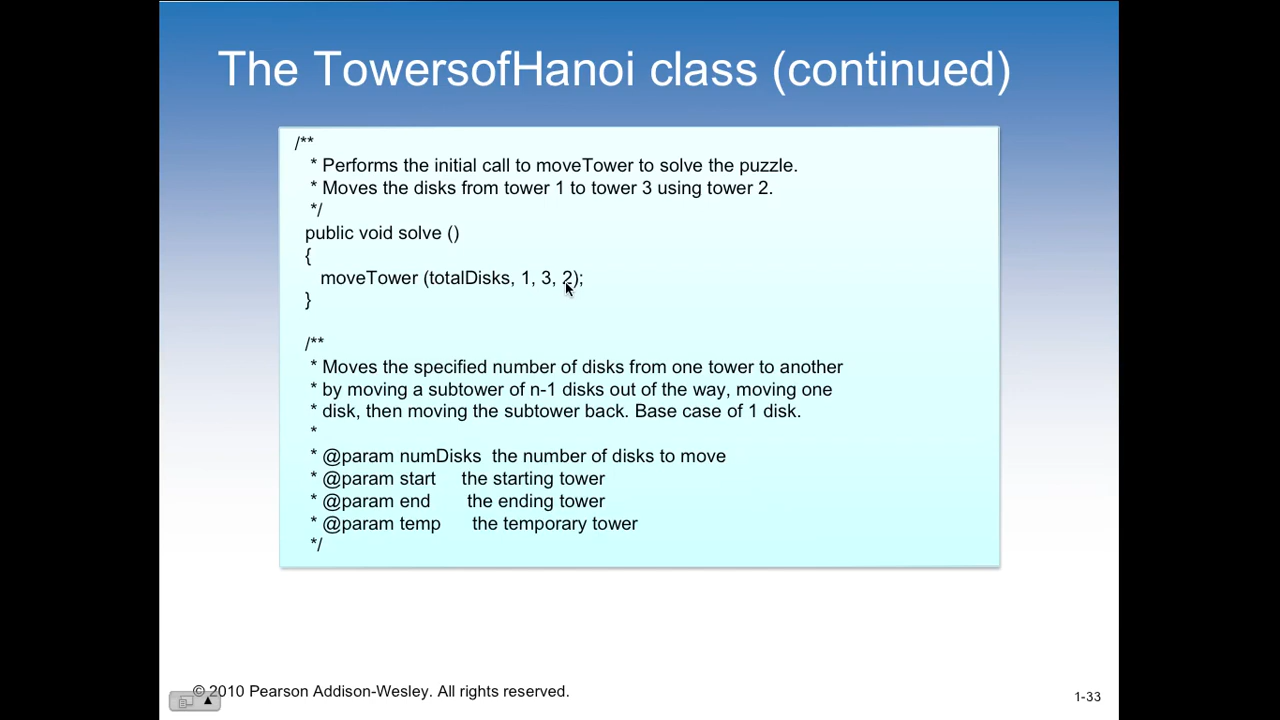 The TowersofHanoi class (continued)
/**
* Performs the initial call to moveTower to solve the puzzle.
* Moves the disks from tower 1 to tower 3 using tower 2.
*/
public void solve ()
{
moveTower (totalDisks, 1, 3, 2);
}
/**
* Moves the specified number of disks from one tower to another
* by moving a subtower of n-1 disks out of the way, moving one
* disk, then moving the subtower back. Base case of 1 disk.
*
* @param numDisks the number of disks to move
* @param start the starting tower
* @param end the ending tower
* @param temp the temporary tower
*/
© 2010 Pearson Addison-Wesley. All rights reserved.
1-33